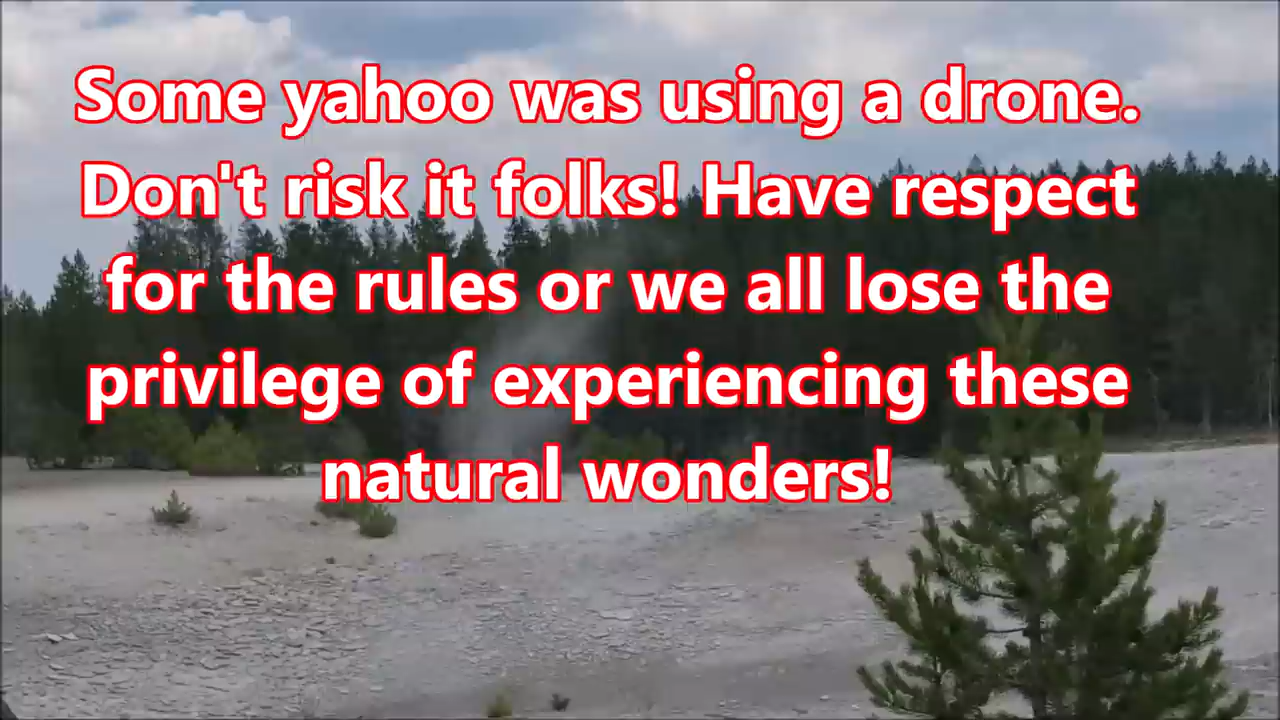 Some yahoo was using a drone.
Don't risk it folks! Have respect
for the rules or we all lose the
privilege of experiencing these
natural wonders!